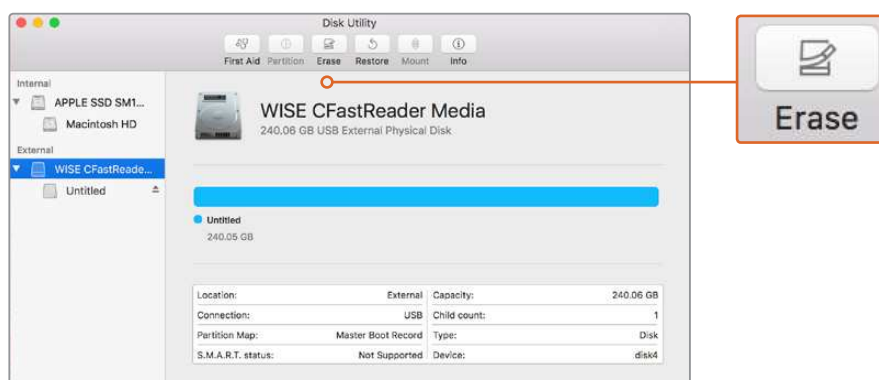 Disk Utility
First Aid Partition Erase Restore Mount Info
Erase
Internal
APPLE SSD SM1...
Macintosh HD
External
WISE CFastReade...
Untitled
WISE CFastReader Media
240.06 GB USB External Physical Disk
Untitled
240.05 GB
Location: External Capacity: 240.06 GB
Connection: USB Child count: 1
Partition Map: Master Boot Record Type: Disk
S.M.A.R.T. status: Not Supported Device: disk4